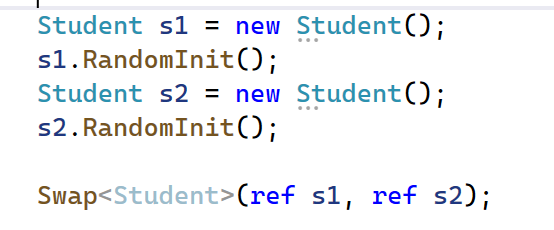 Student s1 = new Student();
s1.RandomInit();
Student s2 = new Student();
s2.RandomInit();
Swap<Student>(ref s1, ref s2);